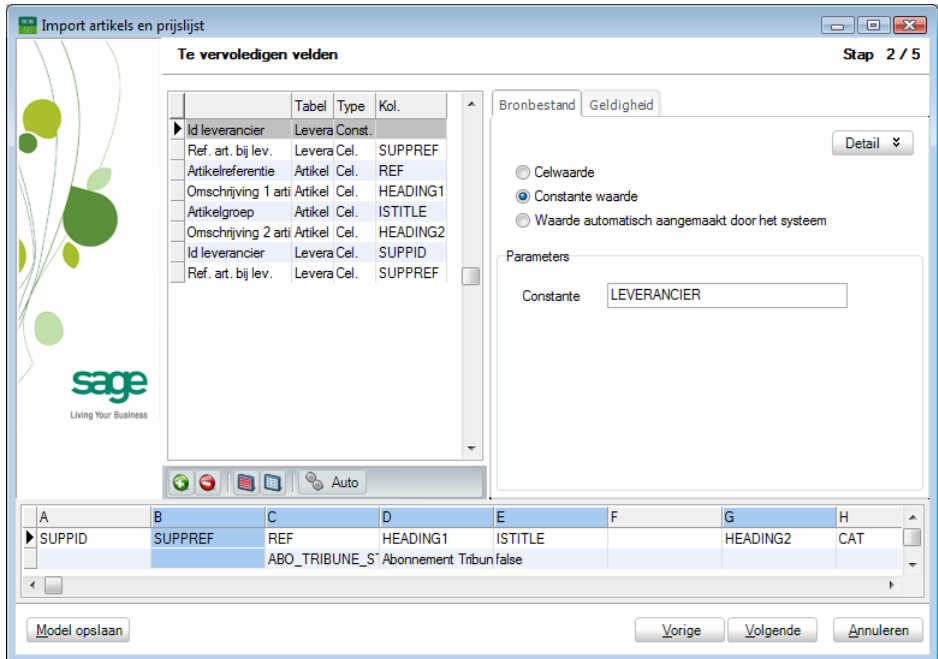 Import artikels en prijslijst
Te vervoledigen velden
Stap 2 / 5
Tabel Type Kol.
Id leverancier Levera Const.
Ref. art. bij lev. Levera Cel. SUPPREF
Artikelreferentie Artikel Cel. REF
Omschrijving 1 arti Artikel Cel. HEADING1
Artikelgroep Artikel Cel. ISTITLE
Omschrijving 2 arti Artikel Cel. HEADING2
Id leverancier Levera Cel. SUPPID
Ref. art. bij lev. Levera Cel. SUPPREF
Auto
Bronbestand Geldigheid
Detail
Celwaarde
Constante waarde
Waarde automatisch aangemaakt door het systeem
Parameters
Constante LEVERANCIER
sage
Living Your Business
A B C D E F G H
SUPPID SUPPREF REF HEADING1 ISTITLE HEADING2 CAT
ABO_TRIBUNE_ST Abonnement Tribun false
Model opslaan Vorige Volgende Annuleren